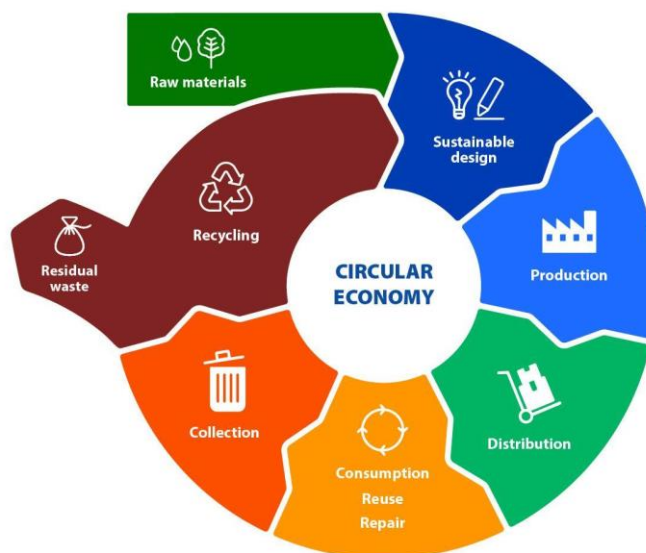 Raw materials
Sustainable
design
Production
Distribution
Consumption
Reuse
Repair
Collection
Recycling
Residual
waste
CIRCULAR
ECONOMY